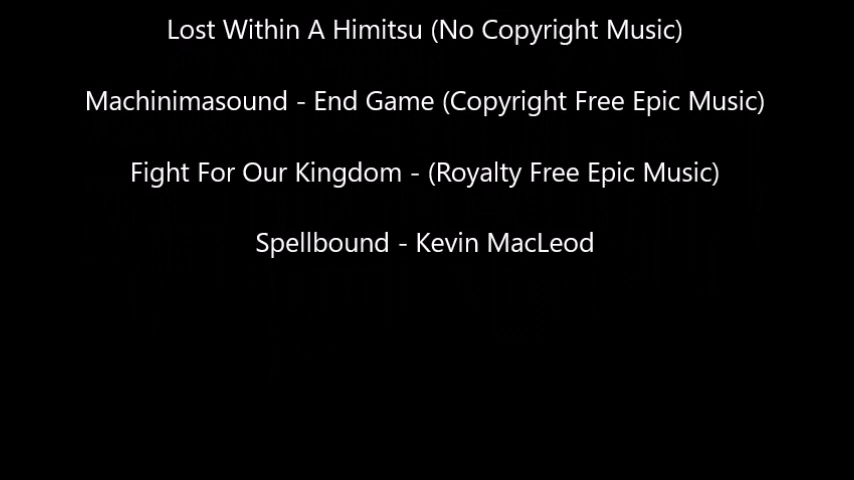 Lost Within A Himitsu (No Copyright Music)
Machinimasound - End Game (Copyright Free Epic Music)
Fight For Our Kingdom - (Royalty Free Epic Music)
Spellbound - Kevin MacLeod